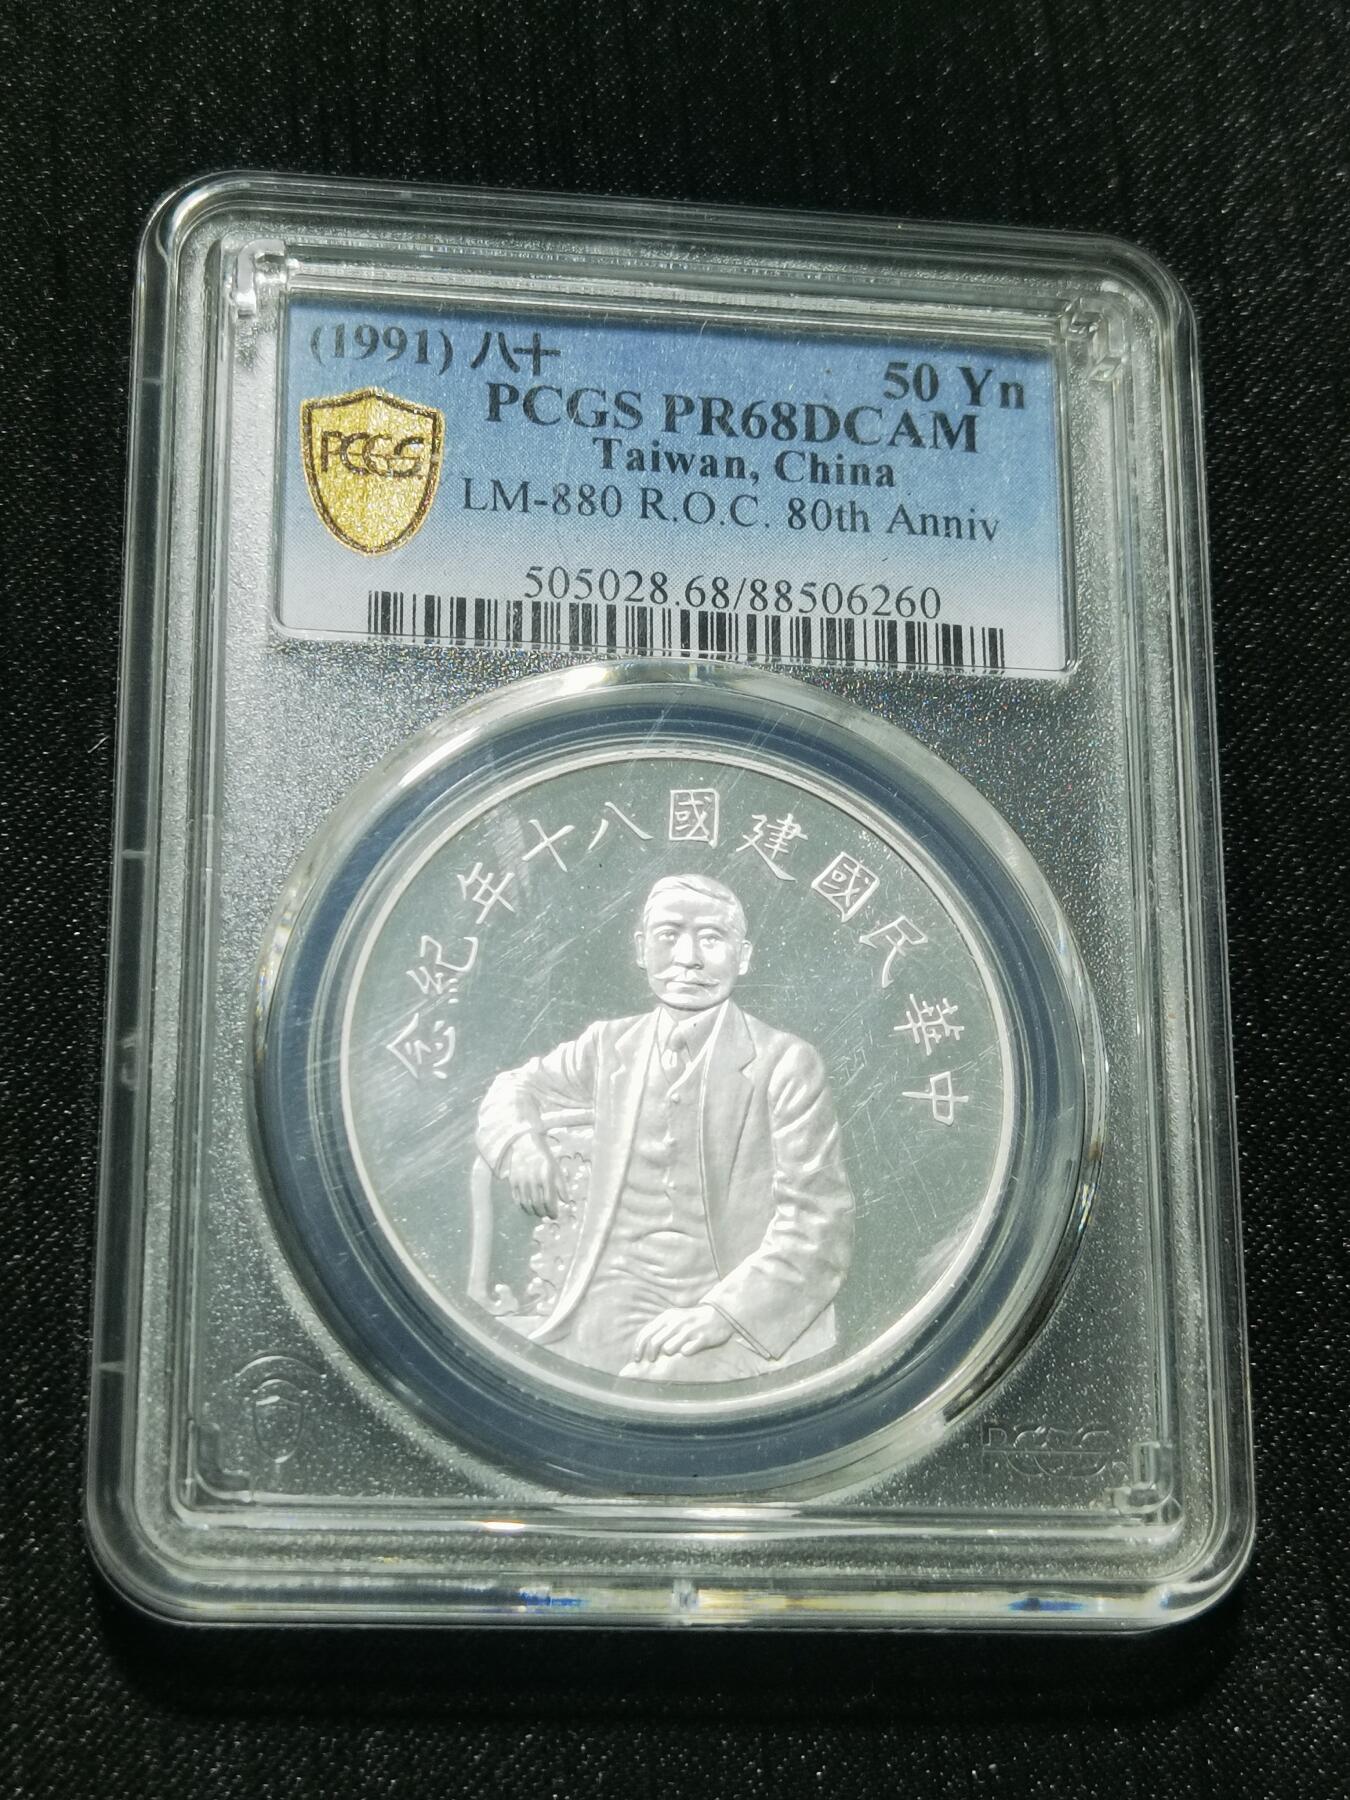 (1991) 八十
50 Yn
PCGS PR68DCAM
Taiwan, China
LM-880 R.O.C. 80th Anniv
505028.68/88506260
PCGS
中華民國建國八十年紀念
PCGS